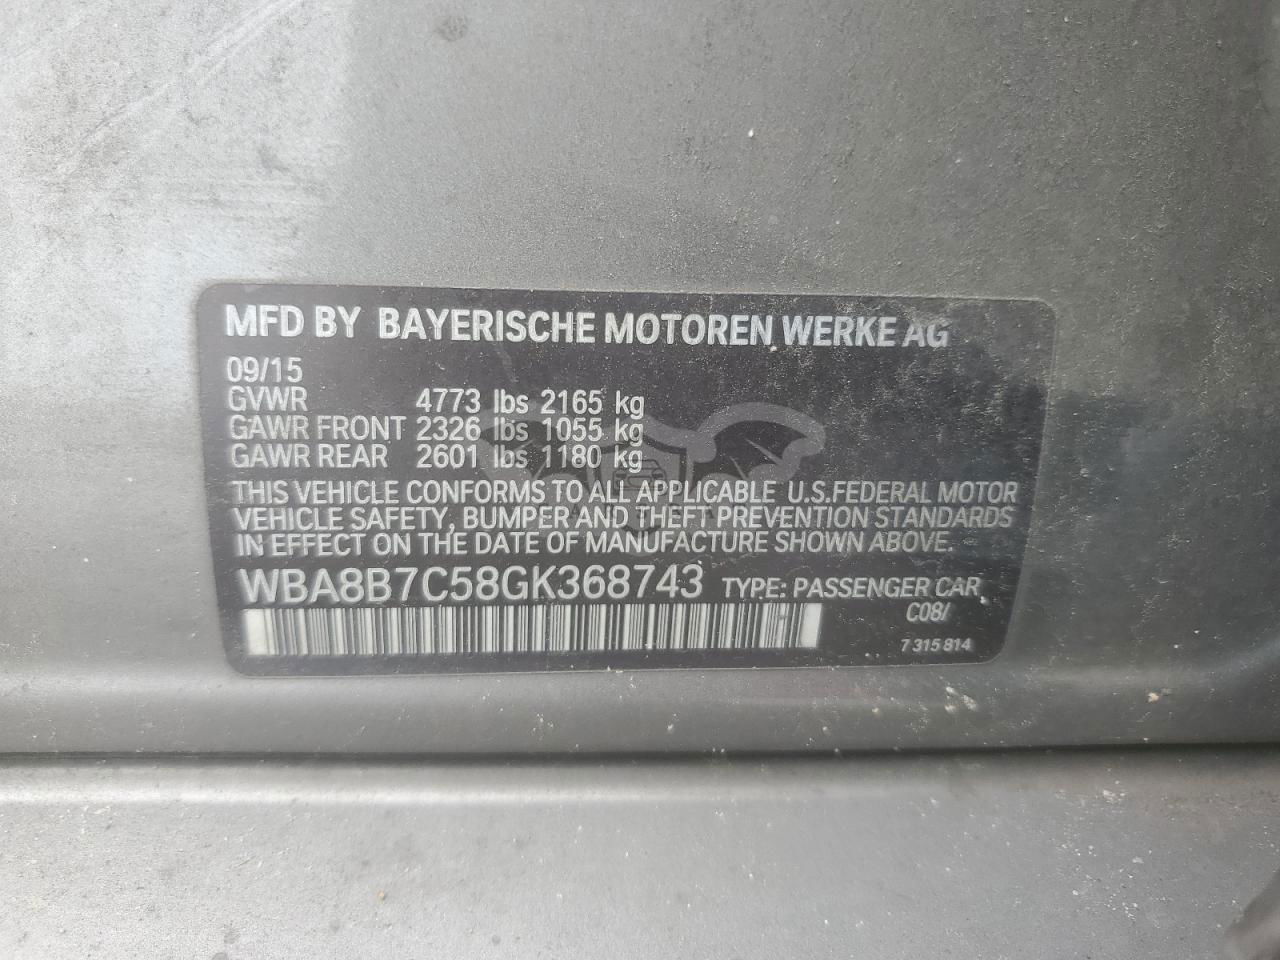 MFD BY BAYERISCHE MOTOREN WERKE AG
09/15
GVWR 4773 lbs 2165 kg
GAWR FRONT 2326 lbs 1055 kg
GAWR REAR 2601 lbs 1180 kg
THIS VEHICLE CONFORMS TO ALL APPLICABLE U.S.FEDERAL MOTOR
VEHICLE SAFETY, BUMPER AND THEFT PREVENTION STANDARDS
IN EFFECT ON THE DATE OF MANUFACTURE SHOWN ABOVE.
WBA8B7C58GK368743 TYPE: PASSENGER CAR
C08/
7 315 814